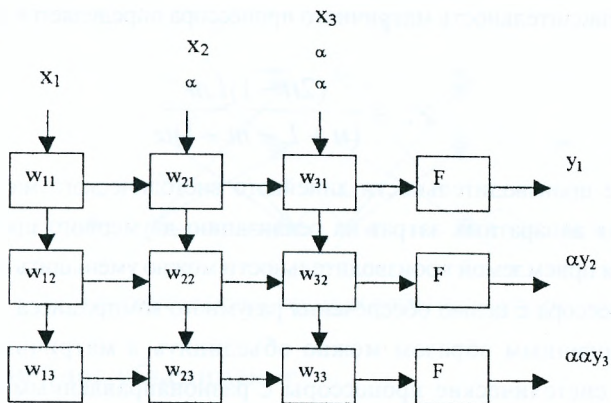 x₃
x₂ α
x₁ α α
w₁₁ w₂₁ w₃₁ F y₁
w₁₂ w₂₂ w₃₂ F αy₂
w₁₃ w₂₃ w₃₃ F ααy₃